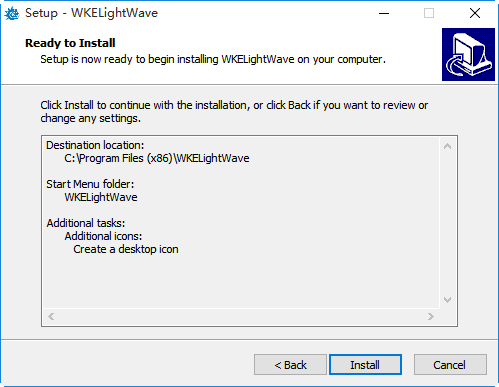 Setup - WKELightWave
Ready to Install
Setup is now ready to begin installing WKELightWave on your computer.
Click Install to continue with the installation, or click Back if you want to review or
change any settings.
Destination location:
C:\Program Files (x86)\WKELightWave
Start Menu folder:
WKELightWave
Additional tasks:
Additional icons:
Create a desktop icon
< Back
Install
Cancel